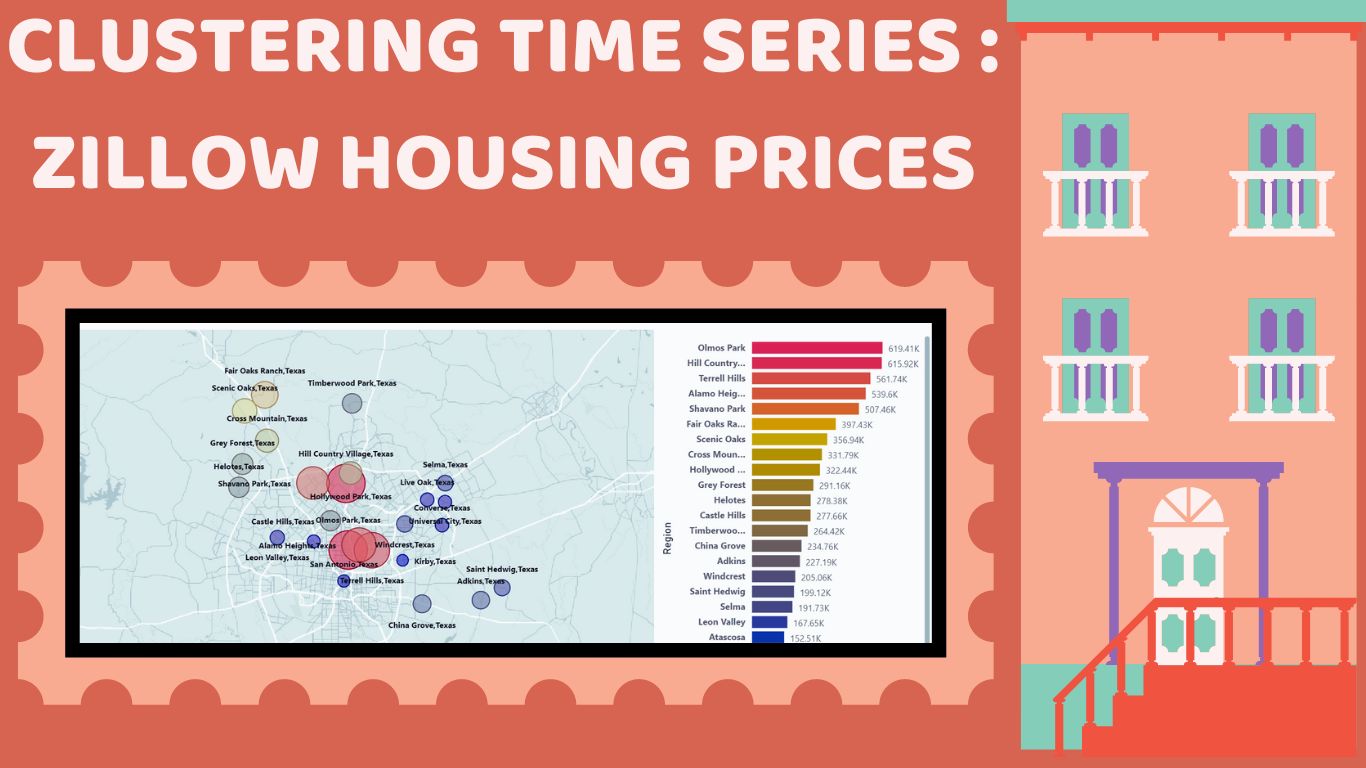 CLUSTERING TIME SERIES :
ZILLOW HOUSING PRICES
Fair Oaks Ranch,Texas
Scenic Oaks,Texas
Timberwood Park,Texas
Cross Mountain,Texas
Grey Forest,Texas
Hill Country Village,Texas
Helotes,Texas
Selma,Texas
Shavano Park,Texas
Live Oak,Texas
Hollywood Park,Texas
Converse,Texas
Castle Hills,Texas
Olmos Park,Texas
Universal City,Texas
Alamo Heights,Texas
Windcrest,Texas
Leon Valley,Texas
San Antonio,Texas
Kirby,Texas
Saint Hedwig,Texas
Terrell Hills,Texas
Adkins,Texas
China Grove,Texas
Region
Olmos Park 619.41K
Hill Country... 615.92K
Terrell Hills 561.74K
Alamo Heig... 539.6K
Shavano Park 507.46K
Fair Oaks Ra... 397.43K
Scenic Oaks 356.94K
Cross Moun... 331.79K
Hollywood ... 322.44K
Grey Forest 291.16K
Helotes 278.38K
Castle Hills 277.66K
Timberwoo... 264.42K
China Grove 234.76K
Adkins 227.19K
Windcrest 205.06K
Saint Hedwig 199.12K
Selma 191.73K
Leon Valley 167.65K
Atascosa 152.51K